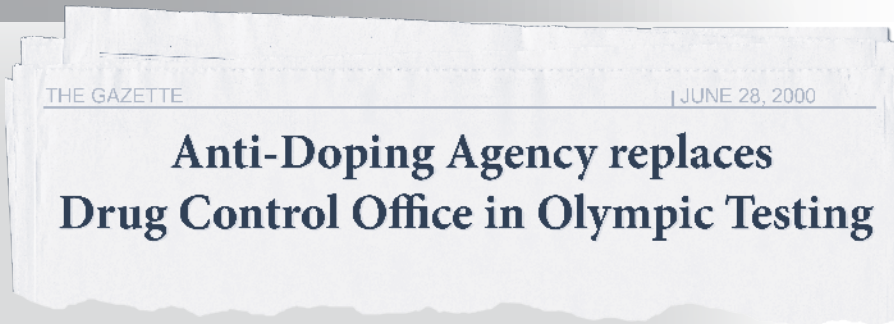 THE GAZETTE JUNE 28, 2000
Anti-Doping Agency replaces
Drug Control Office in Olympic Testing